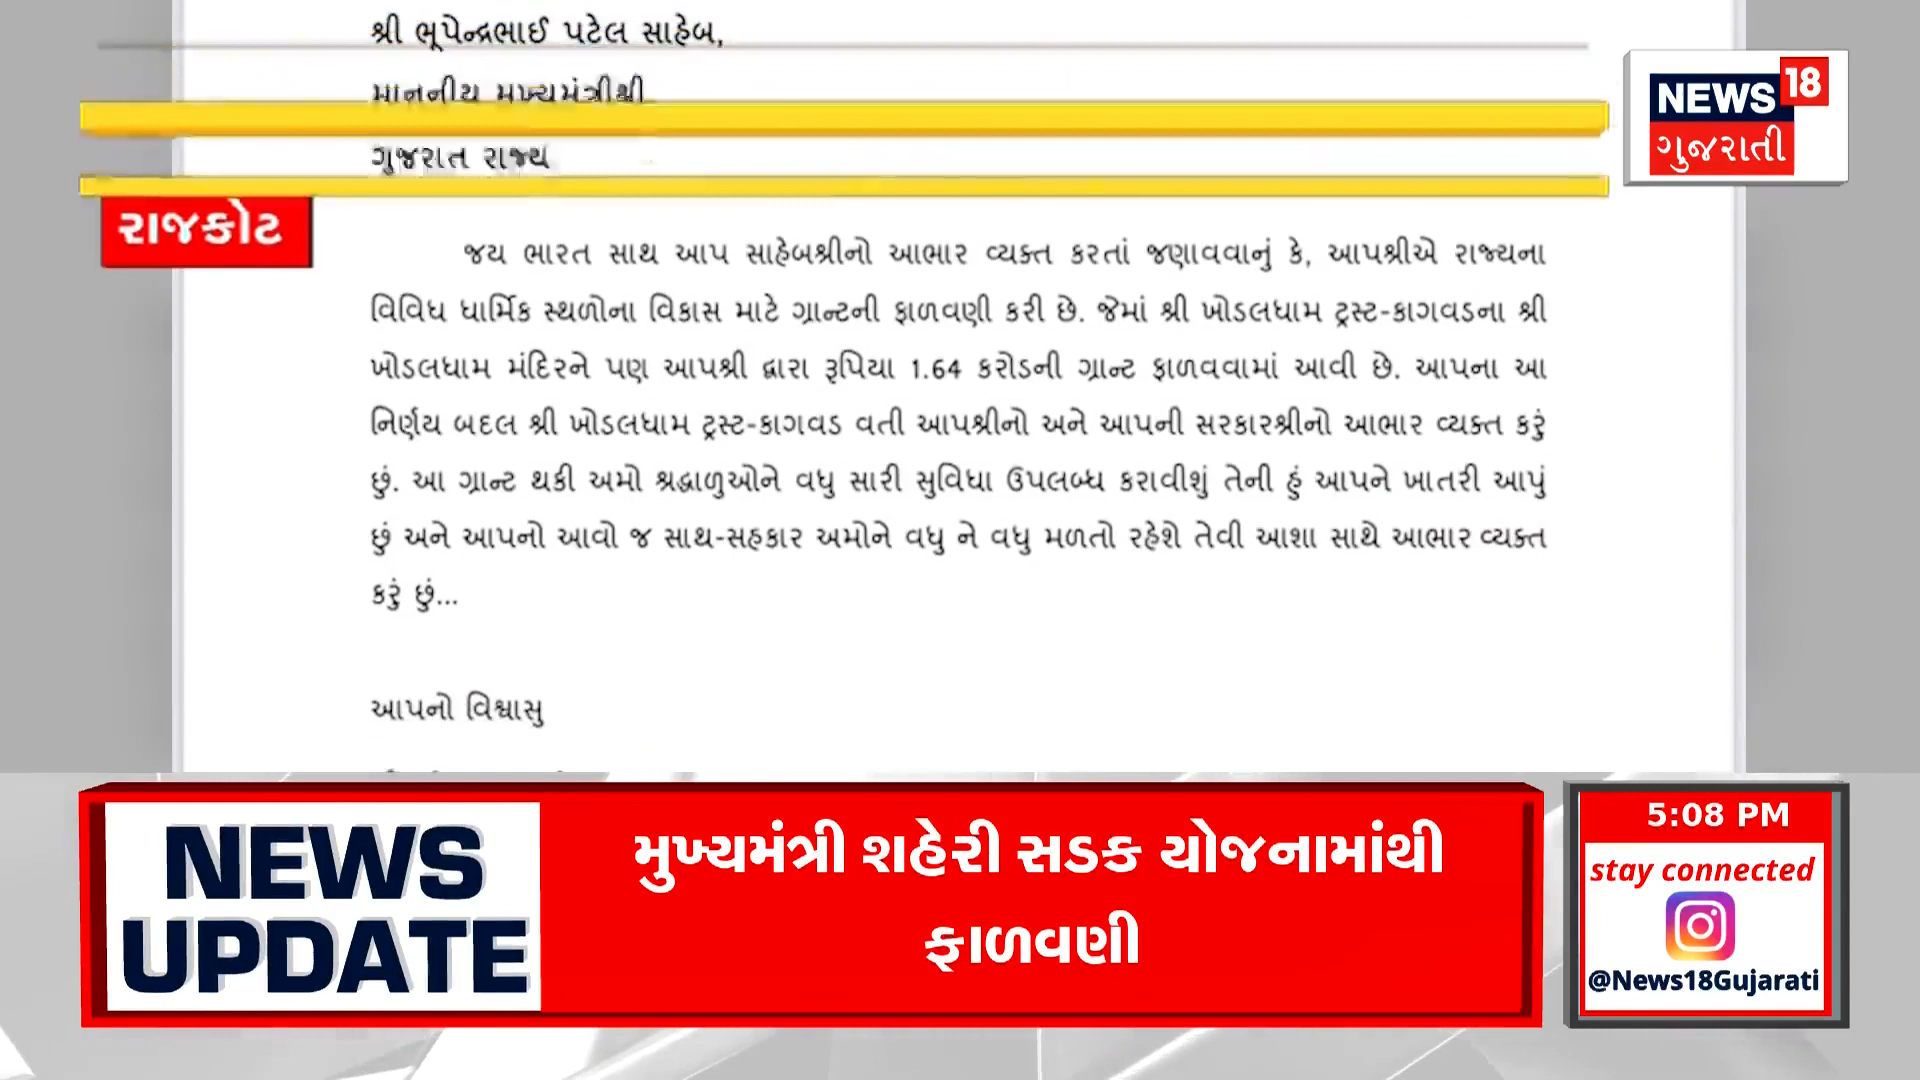 શ્રી ભૂપેન્દ્રભાઈ પટેલ સાહેબ,
માનનીય મુખ્યમંત્રીશ્રી
ગુજરાત રાજ્ય
NEWS 18
ગુજરાતી
રાજકોટ
જય ભારત સાથ આપ સાહેબશ્રીનો આભાર વ્યક્ત કરતાં જણાવવાનું કે, આપશ્રીએ રાજ્યના
વિવિધ ધાર્મિક સ્થળોના વિકાસ માટે ગ્રાન્ટની ફાળવણી કરી છે. જેમાં શ્રી ખોડલધામ ટ્રસ્ટ-કાગવડના શ્રી
ખોડલધામ મંદિરને પણ આપશ્રી દ્વારા રૂપિયા 1.64 કરોડની ગ્રાન્ટ ફાળવવામાં આવી છે. આપના આ
નિર્ણય બદલ શ્રી ખોડલધામ ટ્રસ્ટ-કાગવડ વતી આપશ્રીનો અને આપની સરકારશ્રીનો આભાર વ્યક્ત કરું
છું. આ ગ્રાન્ટ થકી અમો શ્રદ્ધાળુઓને વધુ સારી સુવિધા ઉપલબ્ધ કરાવીશું તેની હું આપને ખાતરી આપું
છું અને આપનો આવો જ સાથ-સહકાર અમોને વધુ ને વધુ મળતો રહેશે તેવી આશા સાથે આભાર વ્યક્ત
કરું છું...
આપનો વિશ્વાસુ
NEWS
UPDATE
મુખ્યમંત્રી શહેરી સડક યોજનામાંથી
ફાળવણી
5:08 PM
stay connected
@News18Gujarati